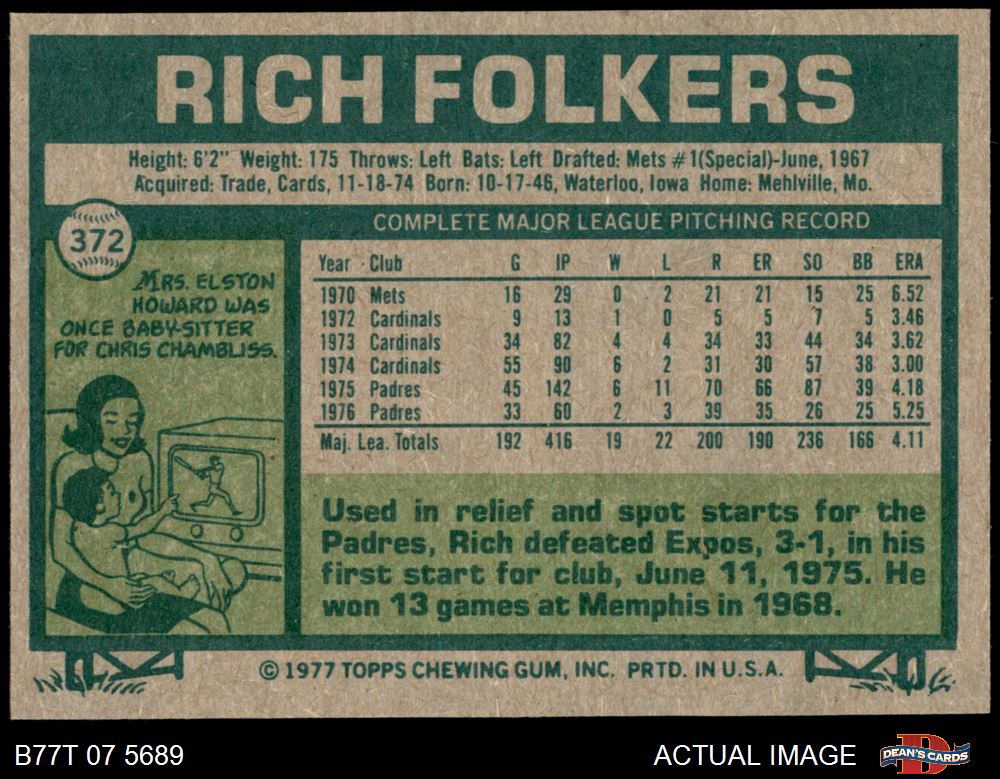 RICH FOLKERS
Height: 6'2" Weight: 175 Throws: Left Bats: Left Drafted: Mets #1(Special)-June, 1967
Acquired: Trade, Cards, 11-18-74 Born: 10-17-46, Waterloo, Iowa Home: Mehlville, Mo.
372
COMPLETE MAJOR LEAGUE PITCHING RECORD
MRS. ELSTON
HOWARD WAS
ONCE BABY-SITTER
FOR CHRIS CHAMBLISS.
Year Club G IP W L R ER SO BB ERA
1970 Mets 16 29 0 2 21 21 15 25 6.52
1972 Cardinals 9 13 1 0 5 5 7 5 3.46
1973 Cardinals 34 82 4 4 34 33 44 34 3.62
1974 Cardinals 55 90 6 2 31 30 57 38 3.00
1975 Padres 45 142 6 11 70 66 87 39 4.18
1976 Padres 33 60 2 3 39 35 26 25 5.25
Maj. Lea. Totals 192 416 19 22 200 190 236 166 4.11
Used in relief and spot starts for the
Padres, Rich defeated Expos, 3-1, in his
first start for club, June 11, 1975. He
won 13 games at Memphis in 1968.
© 1977 TOPPS CHEWING GUM, INC. PRTD. IN U.S.A.
B77T 07 5689
ACTUAL IMAGE
DEAN'S CARDS